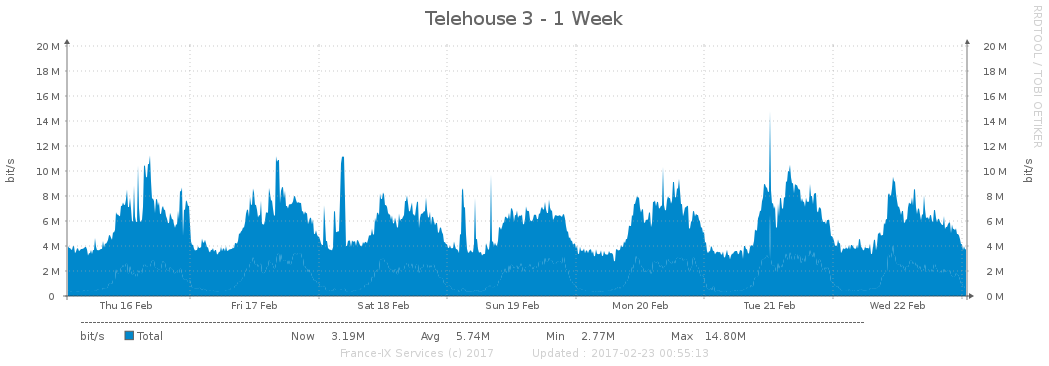 Telehouse 3 - 1 Week
RRDTOOL / TOBI OETIKER
bit/s
20 M 20 M
18 M 18 M
16 M 16 M
14 M 14 M
12 M 12 M
10 M 10 M
8 M 8 M
6 M 6 M
4 M 4 M
2 M 2 M
0 0 M
bit/s
Thu 16 Feb Fri 17 Feb Sat 18 Feb Sun 19 Feb Mon 20 Feb Tue 21 Feb Wed 22 Feb
bit/s Total Now 3.19M Avg 5.74M Min 2.77M Max 14.80M
France-IX Services (c) 2017 Updated : 2017-02-23 00:55:13